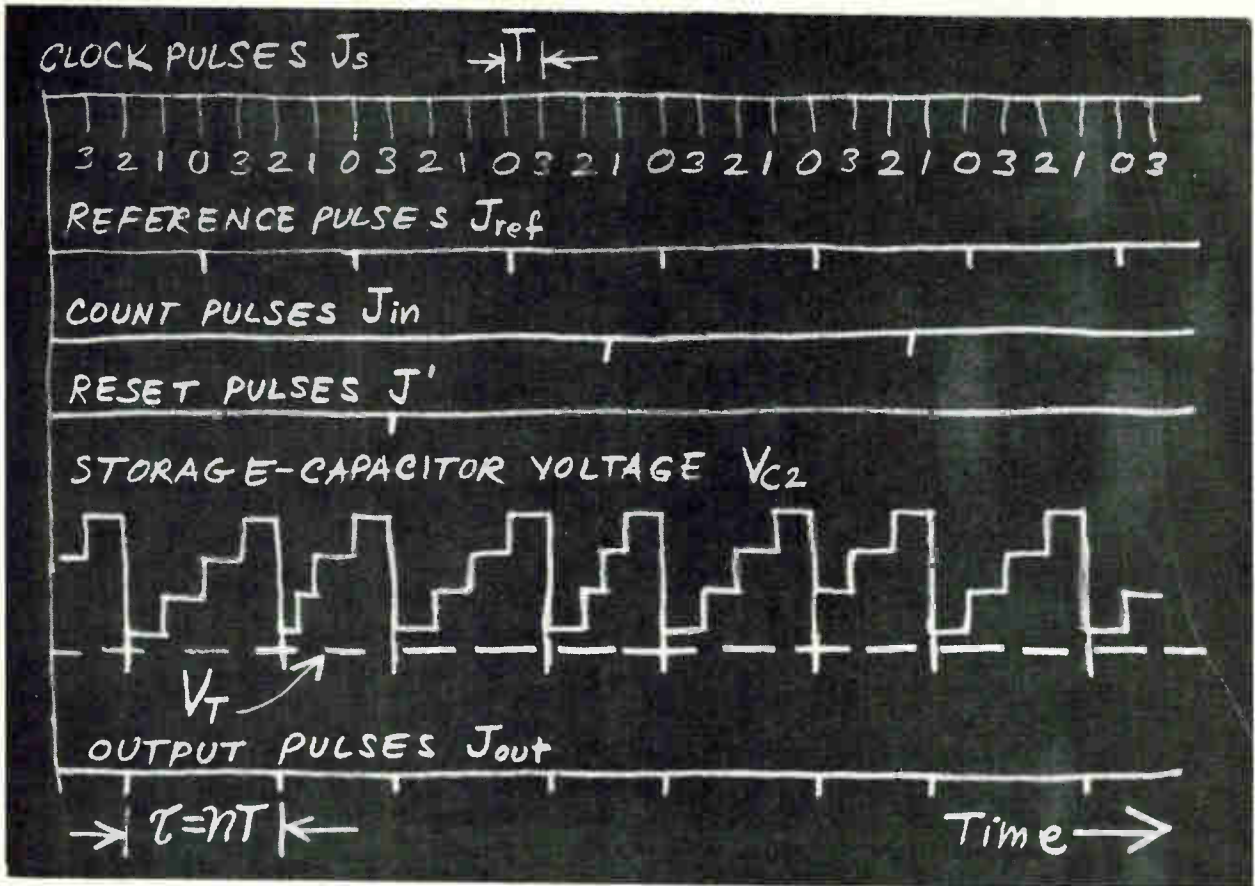 CLOCK PULSES Js T
3 2 1 0 3 2 1 0 3 2 1 0 3 2 1 0 3 2 1 0 3 2 1 0 3 2 1 0 3
REFERENCE PULSES Jref
COUNT PULSES Jin
RESET PULSES J'
STORAGE-CAPACITOR VOLTAGE VC2
VT
OUTPUT PULSES Jout
τ=nT Time